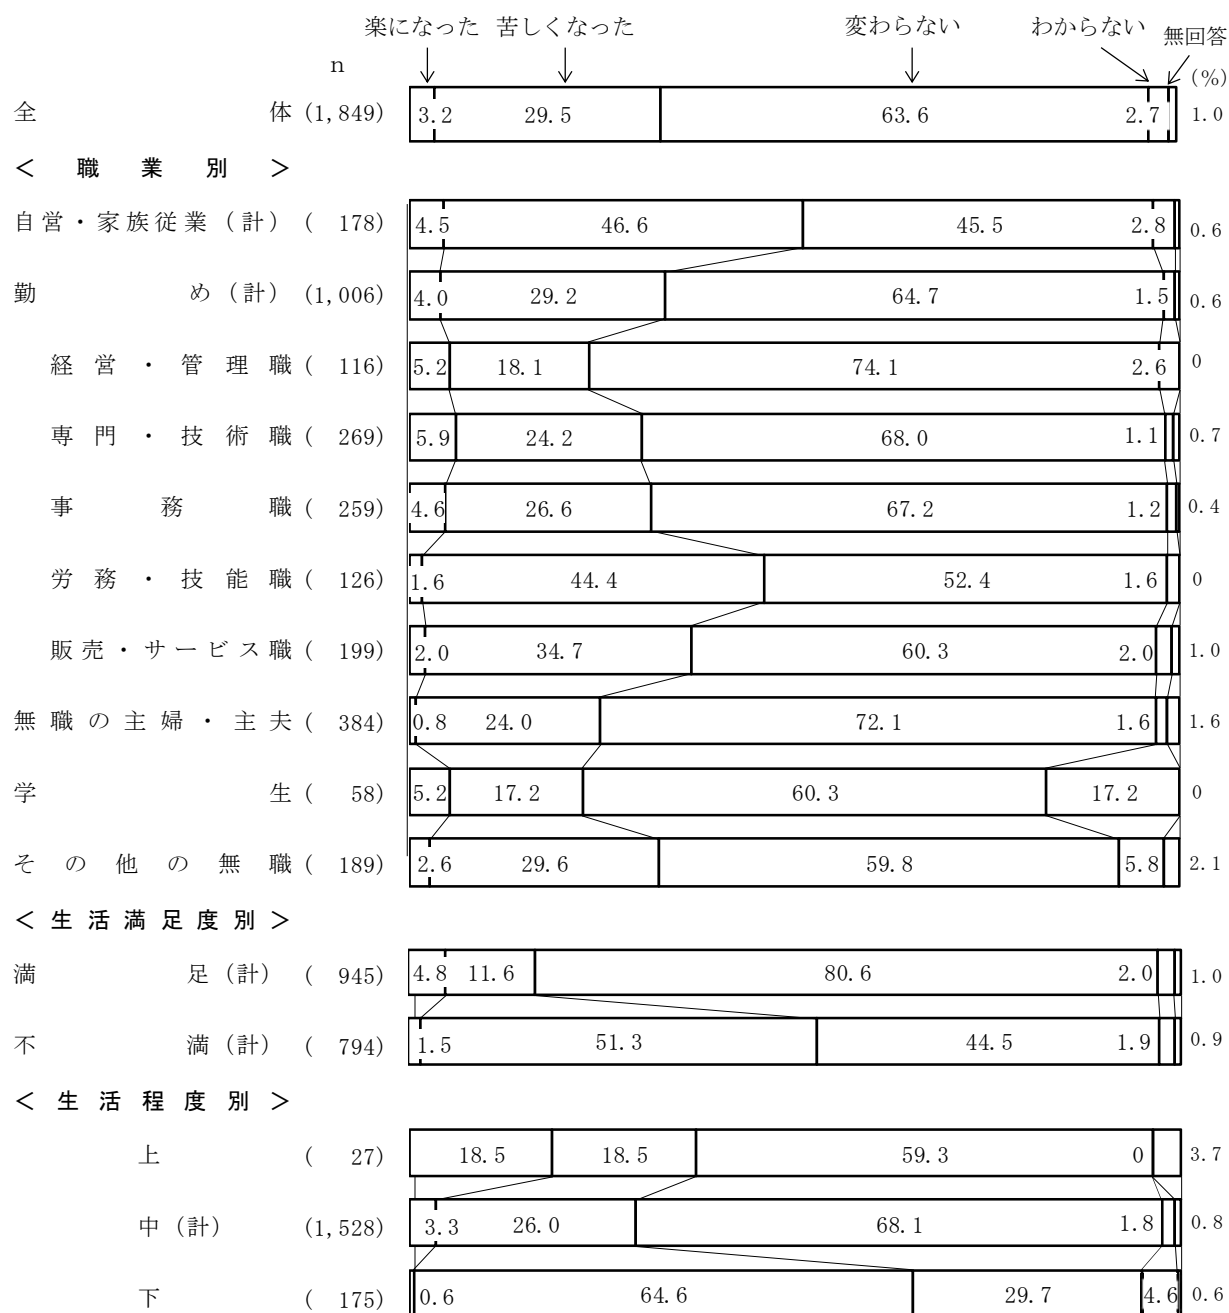 楽になった 苦しくなった 変わらない わからない 無回答
n (%)
全体 (1,849) 3.2 29.5 63.6 2.7 1.0
＜職業別＞
自営・家族従業（計） ( 178) 4.5 46.6 45.5 2.8 0.6
勤め（計） (1,006) 4.0 29.2 64.7 1.5 0.6
経営・管理職 ( 116) 5.2 18.1 74.1 2.6 0
専門・技術職 ( 269) 5.9 24.2 68.0 1.1 0.7
事務職 ( 259) 4.6 26.6 67.2 1.2 0.4
労務・技能職 ( 126) 1.6 44.4 52.4 1.6 0
販売・サービス職 ( 199) 2.0 34.7 60.3 2.0 1.0
無職の主婦・主夫 ( 384) 0.8 24.0 72.1 1.6 1.6
学生 ( 58) 5.2 17.2 60.3 17.2 0
その他の無職 ( 189) 2.6 29.6 59.8 5.8 2.1
＜生活満足度別＞
満足（計） ( 945) 4.8 11.6 80.6 2.0 1.0
不満（計） ( 794) 1.5 51.3 44.5 1.9 0.9
＜生活程度別＞
上 ( 27) 18.5 18.5 59.3 0 3.7
中（計） (1,528) 3.3 26.0 68.1 1.8 0.8
下 ( 175) 0.6 64.6 29.7 4.6 0.6